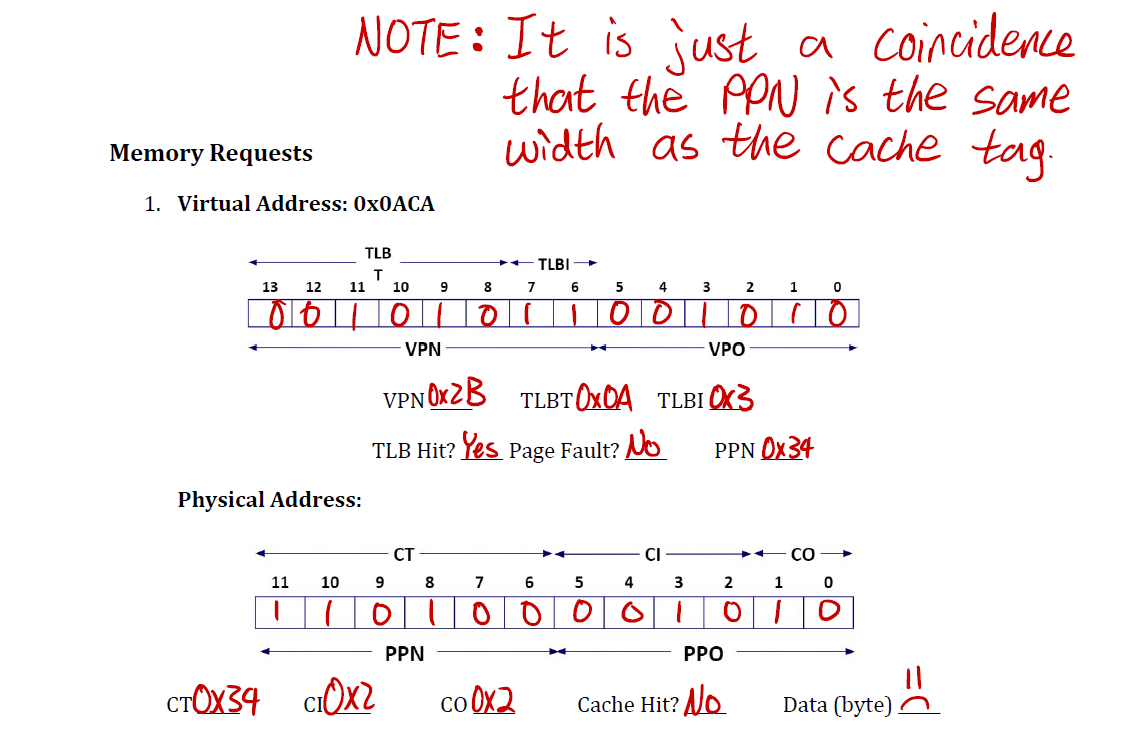 NOTE: It is just a coincidence
that the PPN is the same
width as the cache tag.
Memory Requests
1. Virtual Address: 0x0ACA
TLB
T
TLBI
13 12 11 10 9 8 7 6 5 4 3 2 1 0
0 0 1 0 1 0 1 1 0 0 1 0 1 0
VPN VPO
VPN 0x2B TLBT 0x0A TLBI 0x3
TLB Hit? Yes Page Fault? No PPN 0x34
Physical Address:
CT CI CO
11 10 9 8 7 6 5 4 3 2 1 0
1 1 0 1 0 0 0 0 1 0 1 0
PPN PPO
CT 0x34 CI 0x2 CO 0x2 Cache Hit? No Data (byte)